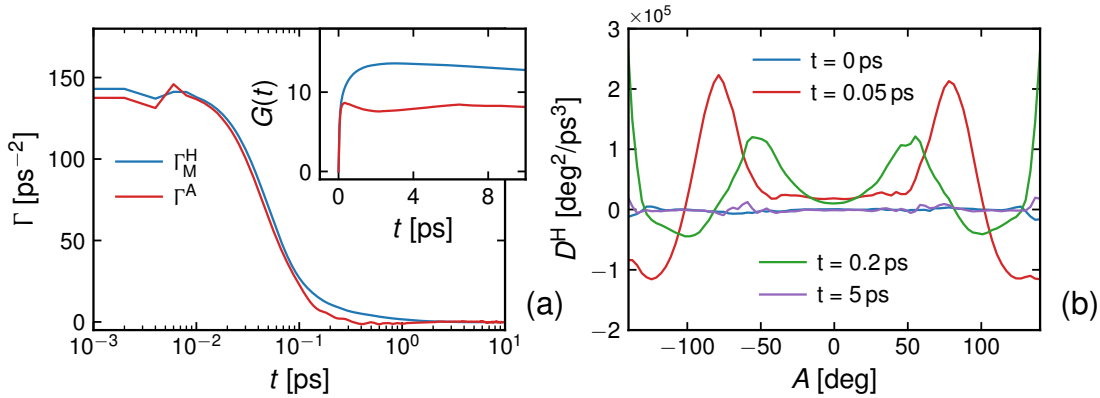 Γ [ps⁻²]
150
100
50
0
10⁻³
10⁻²
10⁻¹
10⁰
10¹
t [ps]
Γ_M^H
Γ^A
G(t)
10
0
0
4
8
t [ps]
(a)
×10⁵
Dᴴ [deg²/ps³]
3
2
1
0
−1
−2
−100
−50
0
50
100
A [deg]
t = 0 ps
t = 0.05 ps
t = 0.2 ps
t = 5 ps
(b)